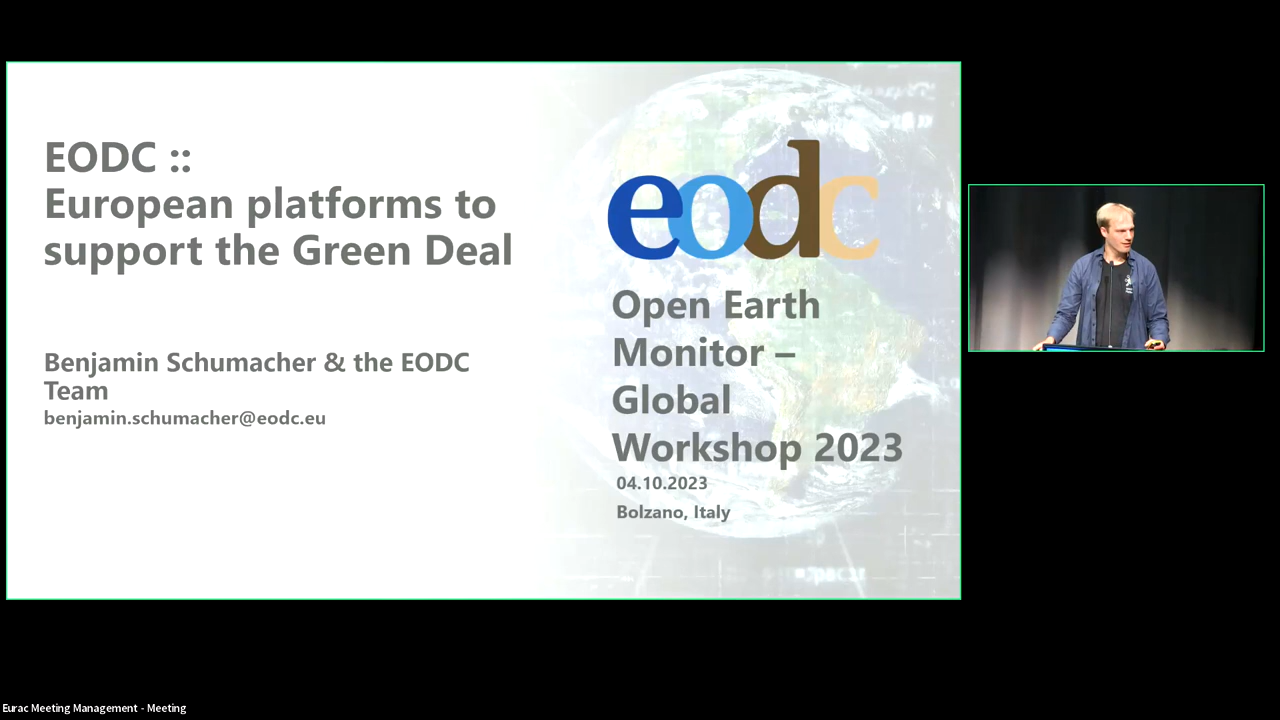 EODC ::
European platforms to
support the Green Deal
Benjamin Schumacher & the EODC
Team
benjamin.schumacher@eodc.eu
eodc
Open Earth
Monitor –
Global
Workshop 2023
04.10.2023
Bolzano, Italy
Eurac Meeting Management - Meeting